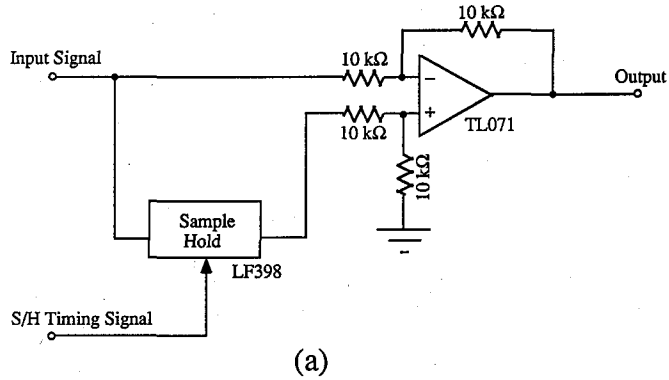 10 kΩ
Input Signal
10 kΩ
Output
−
+
TL071
10 kΩ
10 kΩ
Sample
Hold
LF398
S/H Timing Signal
(a)